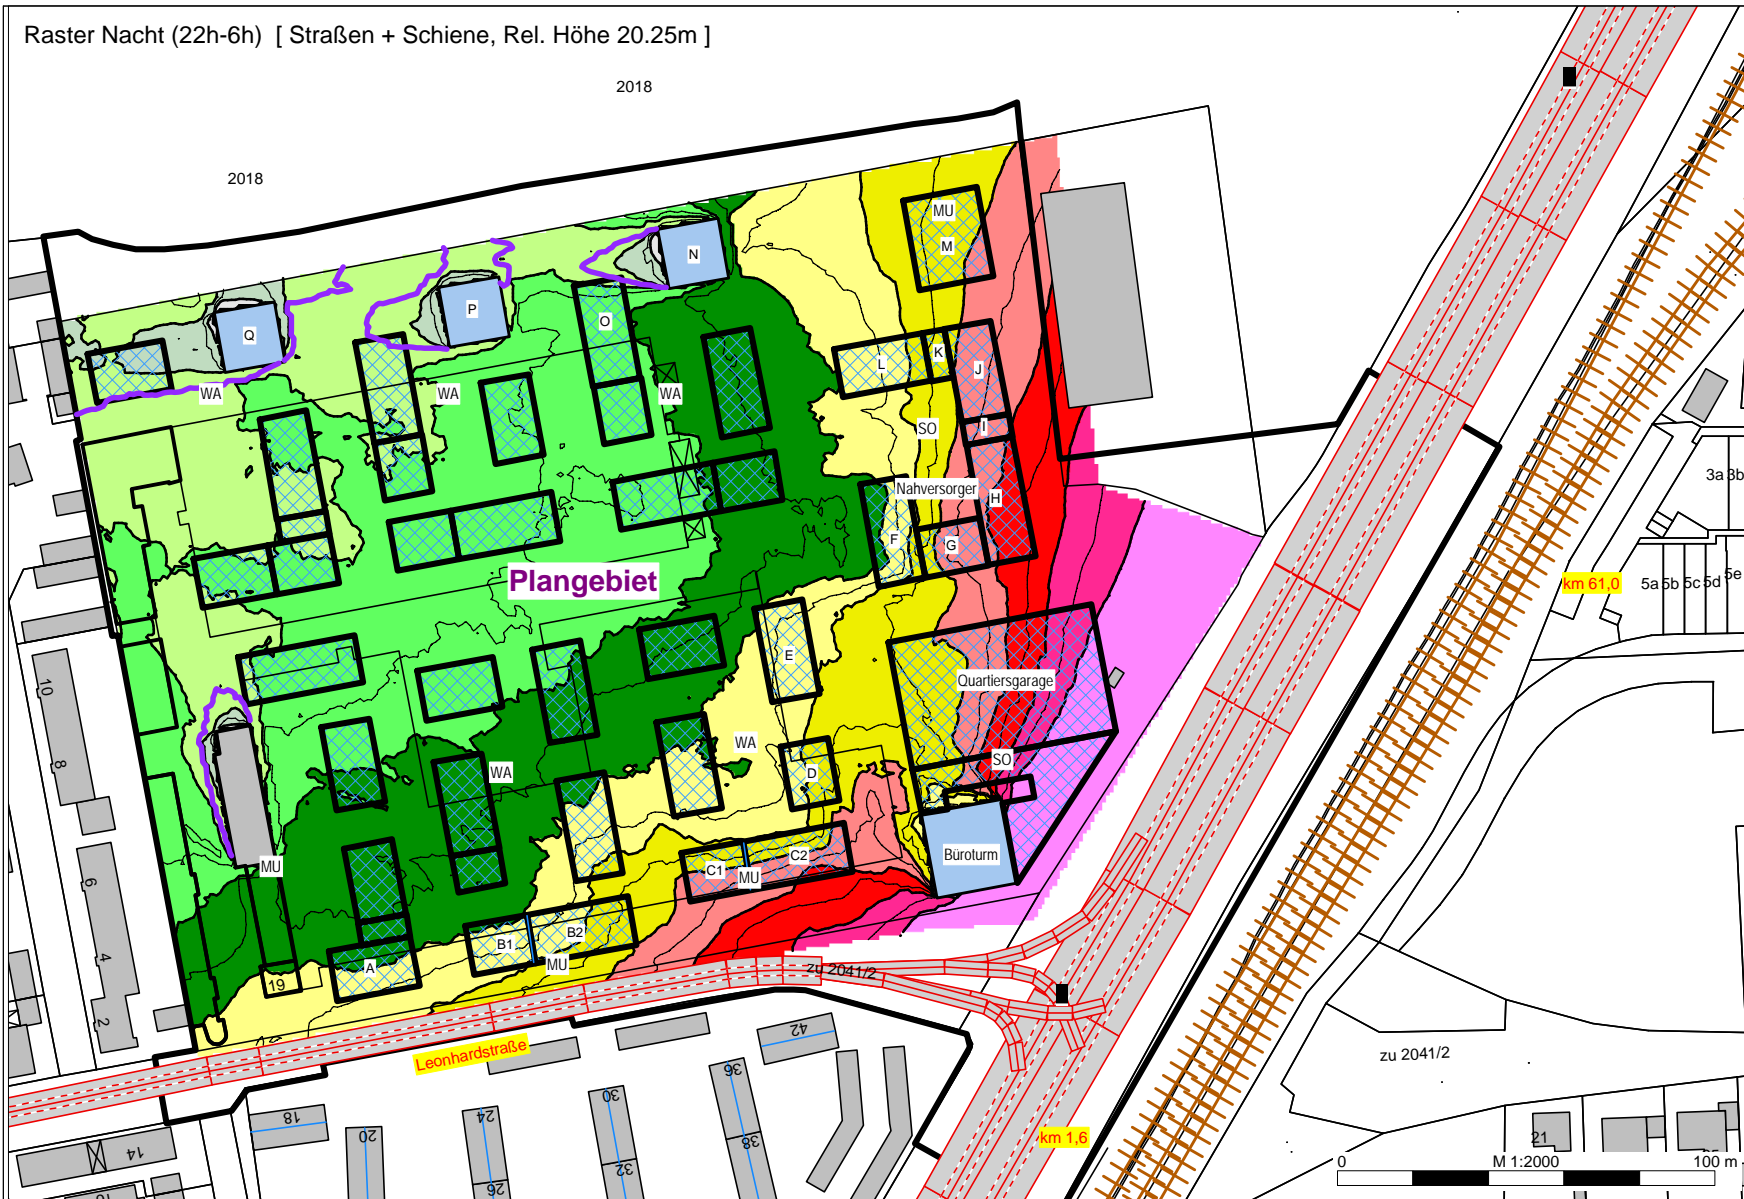 Raster Nacht (22h-6h) [ Straßen + Schiene, Rel. Höhe 20.25m ]
2018
2018
MU
M
N
P
O
Q
K
L
J
WA
WA
WA
I
SO
3a 3b
Nahversorger
H
F
G
Plangebiet
km 61,0
5a 5b 5c 5d 5e
E
10
Quartiersgarage
WA
SO
8
WA
D
Büroturm
C2
C1
MU
MU
6
B2
B1
MU
A
4
zu 2041/2
19
2
42
Leonhardstraße
zu 2041/2
36
30
24
18
20
km 1,6
38
21
14
32
26
0 M 1:2000 100 m